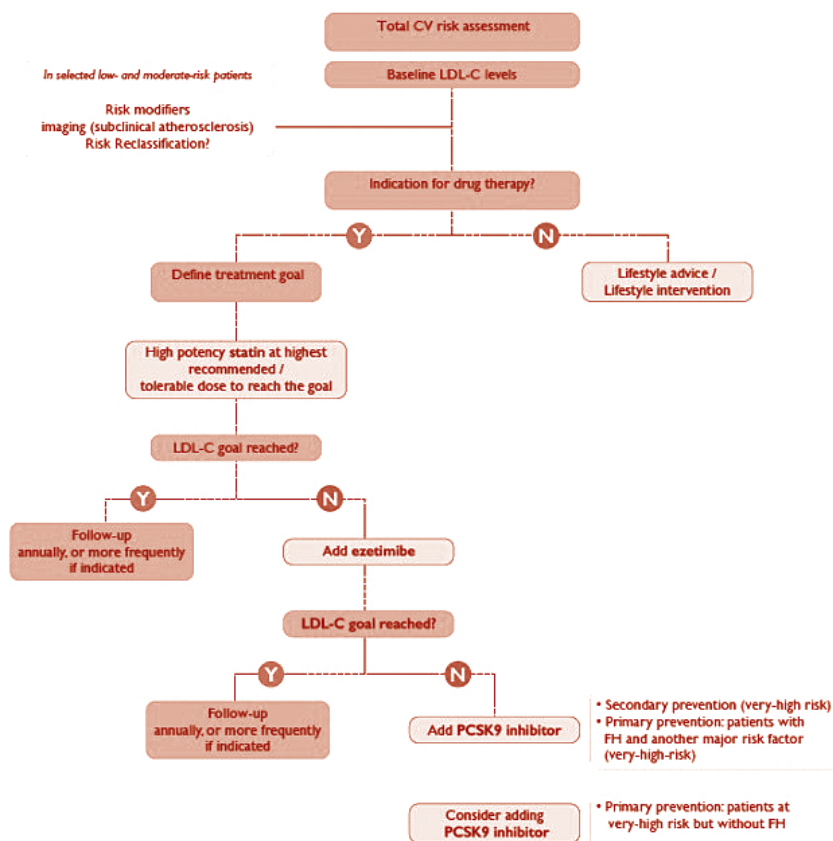 Total CV risk assessment
In selected low- and moderate-risk patients
Baseline LDL-C levels
Risk modifiers
imaging (subclinical atherosclerosis)
Risk Reclassification?
Indication for drug therapy?
Y
N
Define treatment goal
Lifestyle advice /
Lifestyle intervention
High potency statin at highest
recommended /
tolerable dose to reach the goal
LDL-C goal reached?
Y
N
Follow-up
annually, or more frequently
if indicated
Add ezetimibe
LDL-C goal reached?
Y
N
Follow-up
annually, or more frequently
if indicated
Add PCSK9 inhibitor
• Secondary prevention (very-high risk)
• Primary prevention: patients with
FH and another major risk factor
(very-high-risk)
Consider adding
PCSK9 inhibitor
• Primary prevention: patients at
very-high risk but without FH